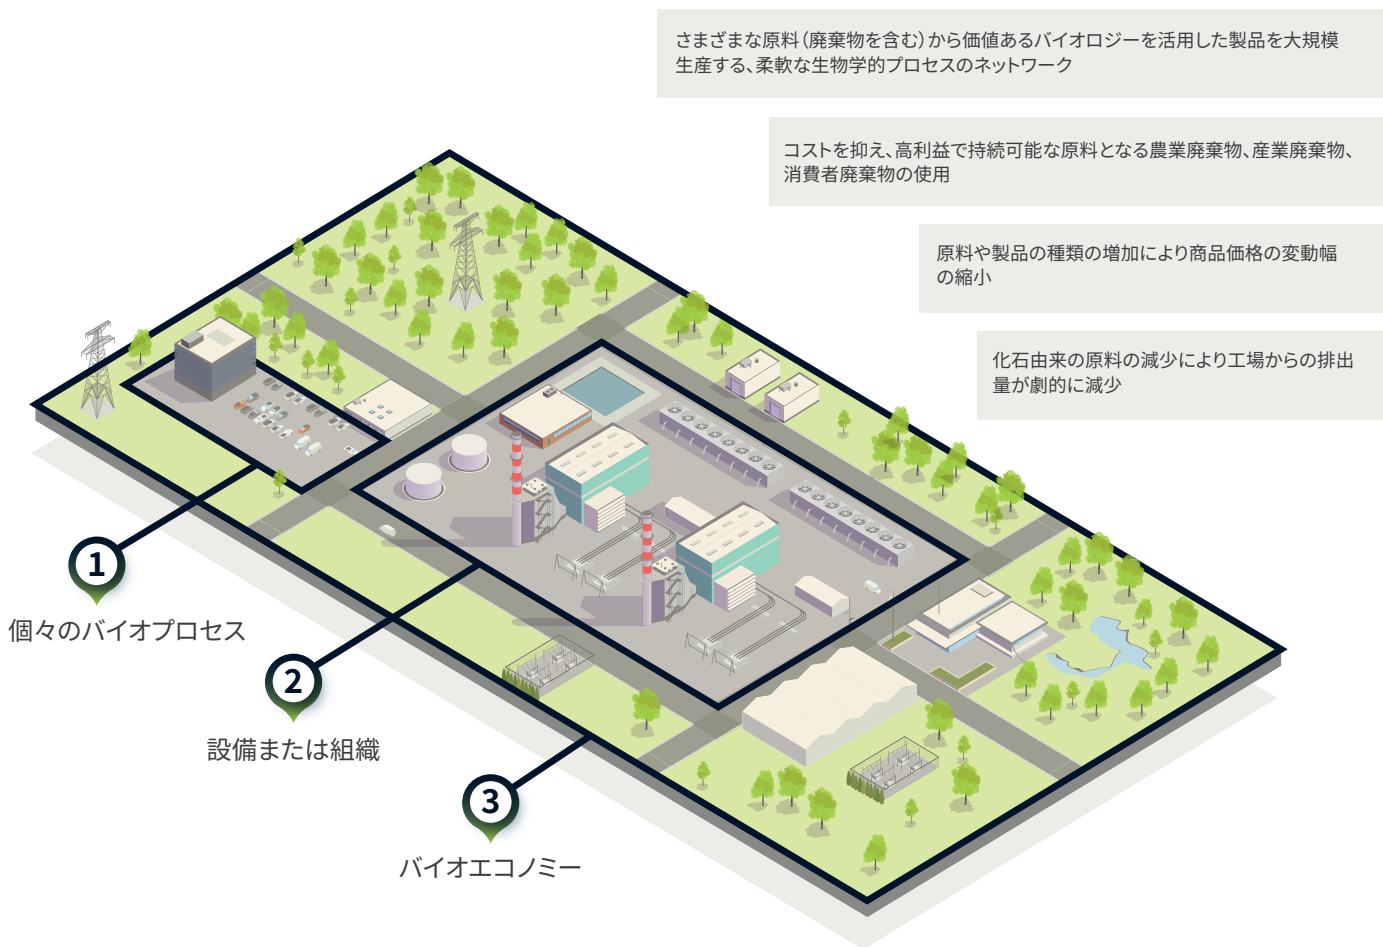 さまざまな原料(廃棄物を含む)から価値あるバイオロジーを活用した製品を大規模
生産する、柔軟な生物学的プロセスのネットワーク
コストを抑え、高利益で持続可能な原料となる農業廃棄物、産業廃棄物、
消費者廃棄物の使用
原料や製品の種類の増加により商品価格の変動幅
の縮小
化石由来の原料の減少により工場からの排出
量が劇的に減少
1
個々のバイオプロセス
2
設備または組織
3
バイオエコノミー